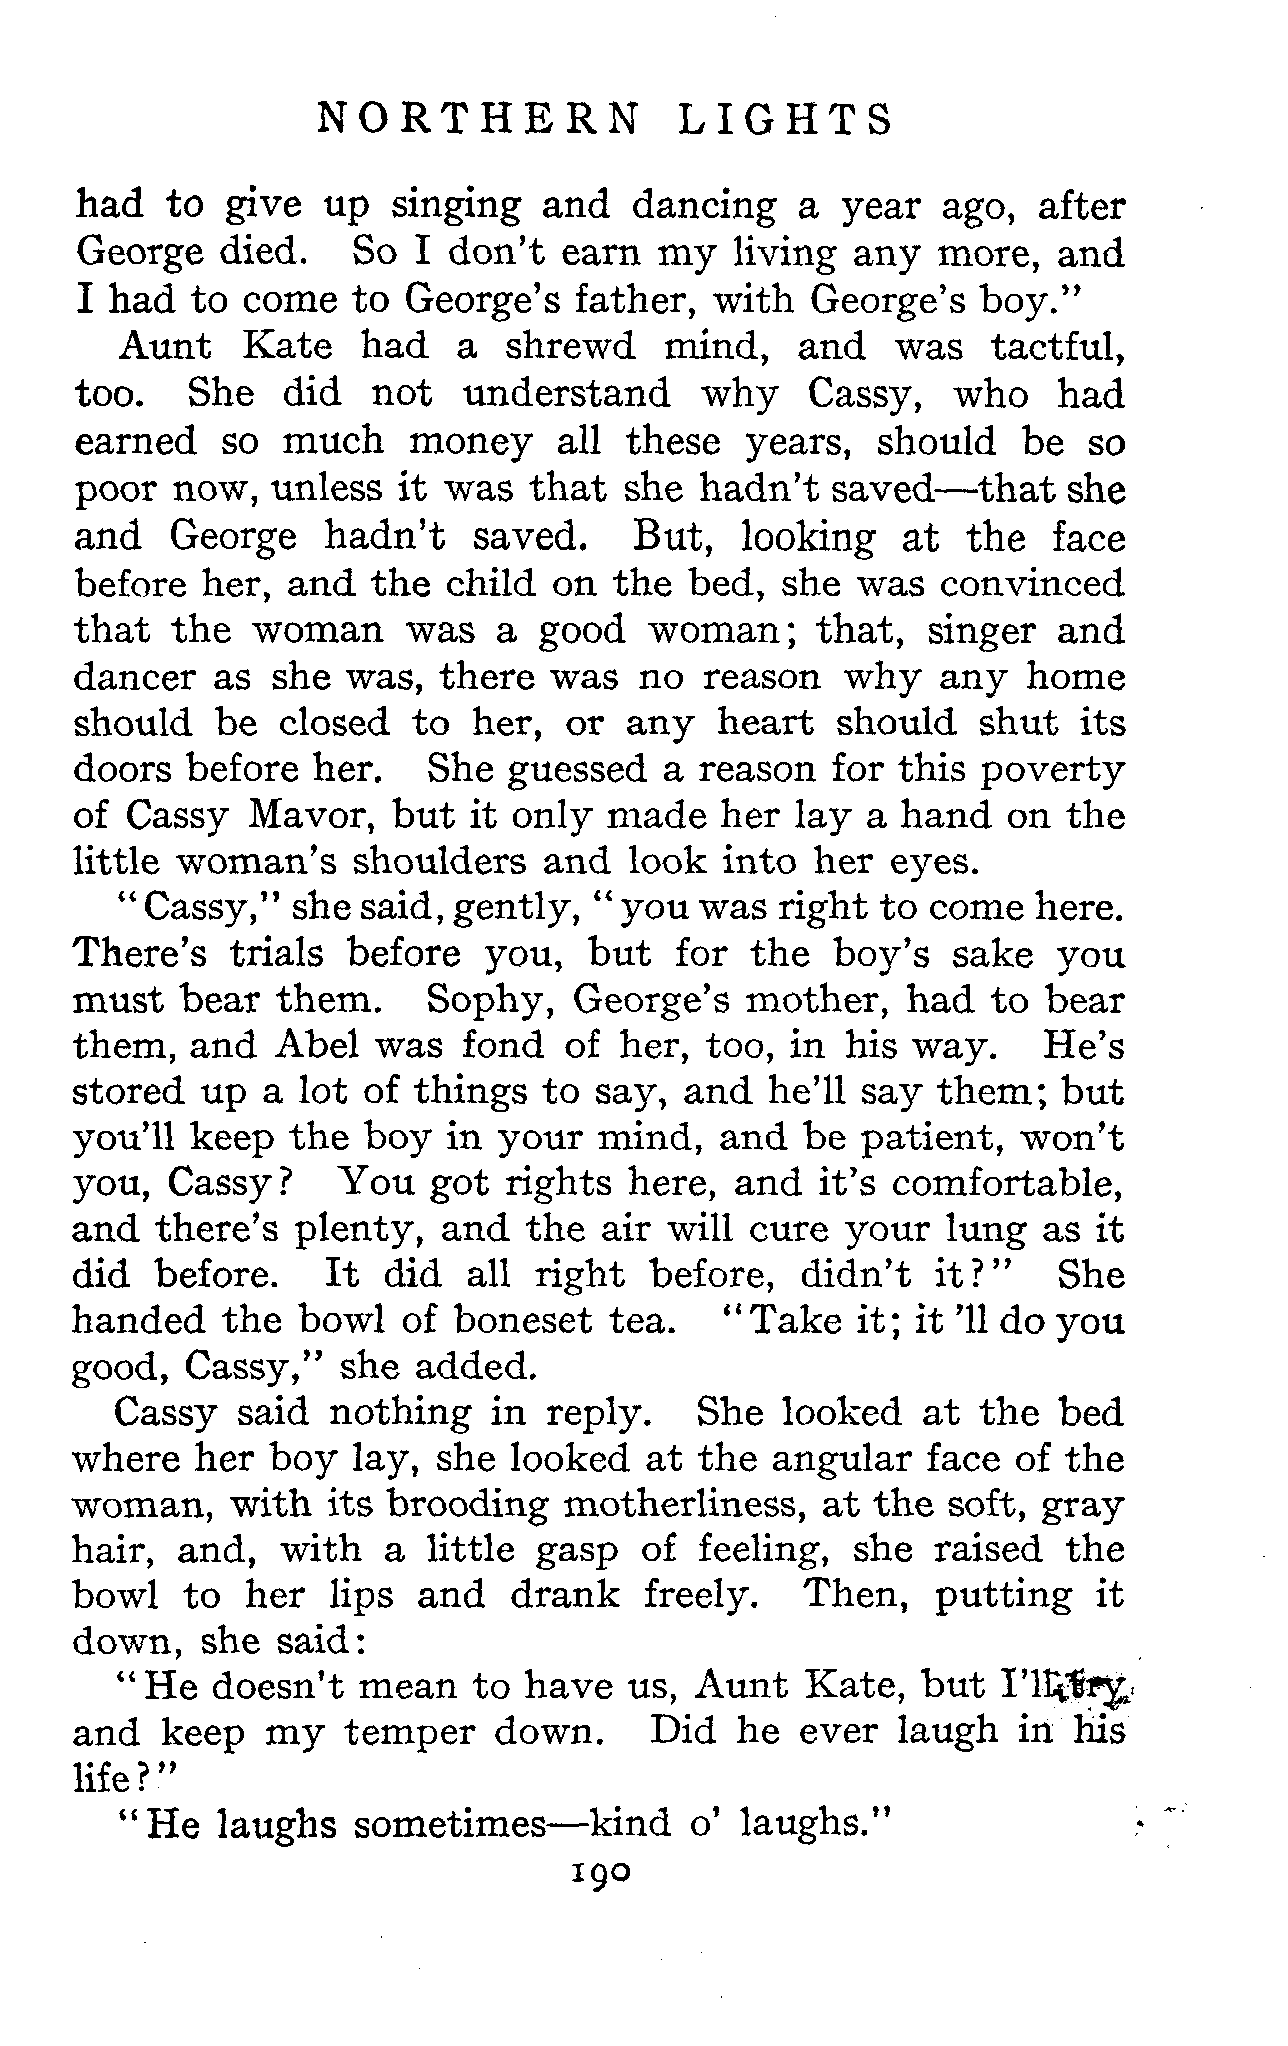 NORTHERN LIGHTS
had to give up singing and dancing a year ago, after
George died. So I don't earn my living any more, and
I had to come to George's father, with George's boy."
Aunt Kate had a shrewd mind, and was tactful,
too. She did not understand why Cassy, who had
earned so much money all these years, should be so
poor now, unless it was that she hadn't saved—that she
and George hadn't saved. But, looking at the face
before her, and the child on the bed, she was convinced
that the woman was a good woman; that, singer and
dancer as she was, there was no reason why any home
should be closed to her, or any heart should shut its
doors before her. She guessed a reason for this poverty
of Cassy Mavor, but it only made her lay a hand on the
little woman's shoulders and look into her eyes.
"Cassy," she said, gently, "you was right to come here.
There's trials before you, but for the boy's sake you
must bear them. Sophy, George's mother, had to bear
them, and Abel was fond of her, too, in his way. He's
stored up a lot of things to say, and he'll say them; but
you'll keep the boy in your mind, and be patient, won't
you, Cassy? You got rights here, and it's comfortable,
and there's plenty, and the air will cure your lung as it
did before. It did all right before, didn't it?" She
handed the bowl of boneset tea. "Take it; it 'll do you
good, Cassy," she added.
Cassy said nothing in reply. She looked at the bed
where her boy lay, she looked at the angular face of the
woman, with its brooding motherliness, at the soft, gray
hair, and, with a little gasp of feeling, she raised the
bowl to her lips and drank freely. Then, putting it
down, she said:
"He doesn't mean to have us, Aunt Kate, but I'll try
and keep my temper down. Did he ever laugh in his
life?"
"He laughs sometimes—kind o' laughs."
190